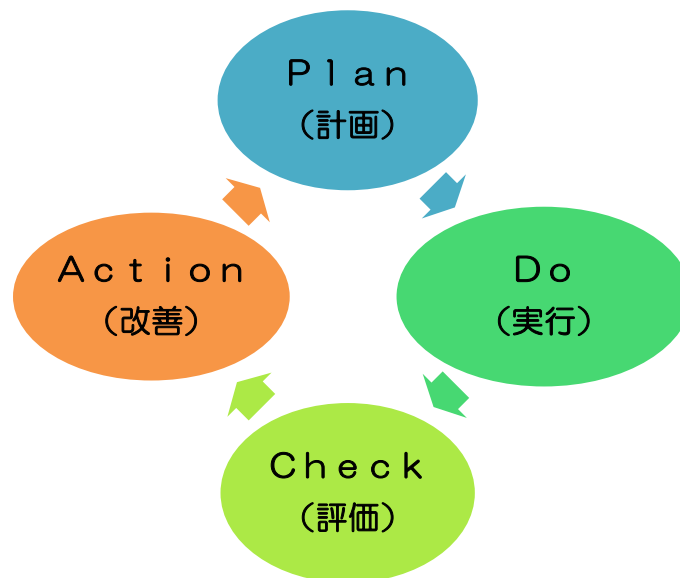 Ｐｌａｎ
（計画）
Ｄｏ
（実行）
Ｃｈｅｃｋ
（評価）
Ａｃｔｉｏｎ
（改善）